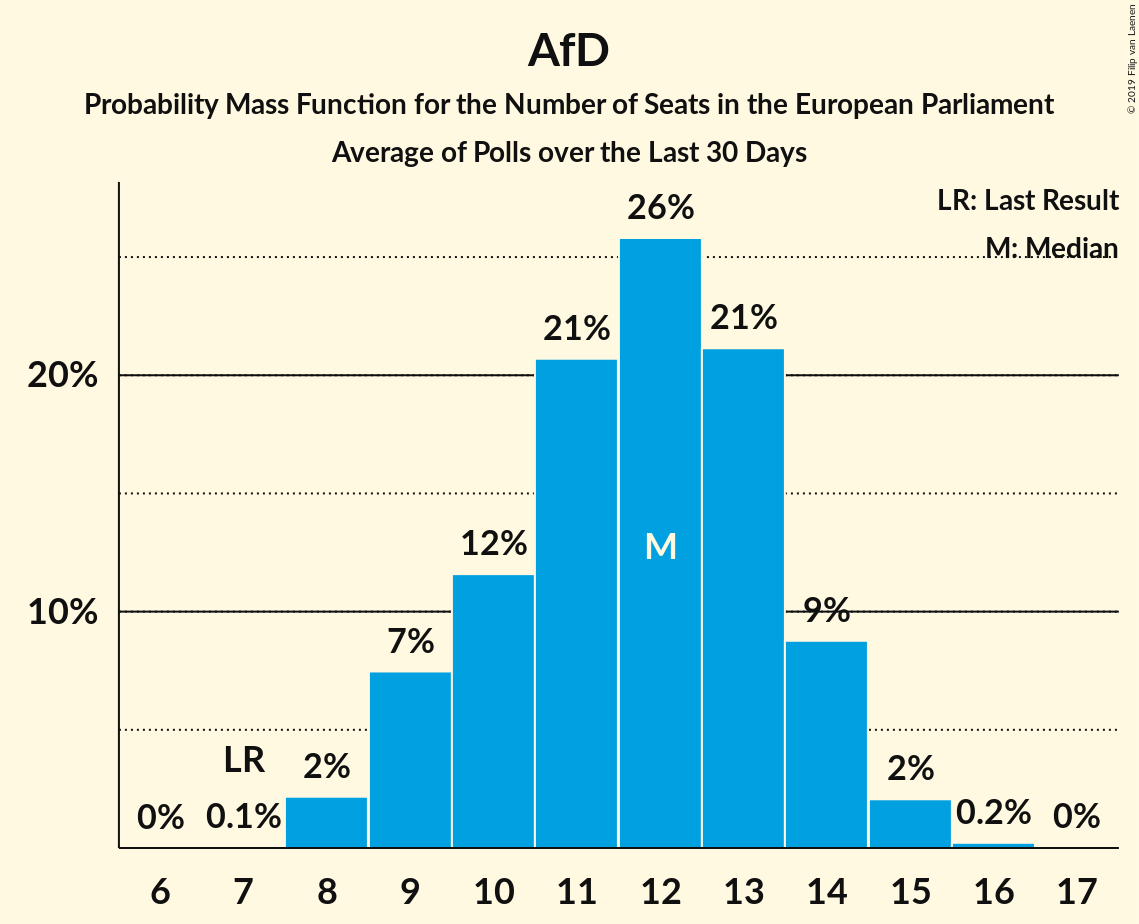 AfD
Probability Mass Function for the Number of Seats in the European Parliament
Average of Polls over the Last 30 Days
© 2019 Filip van Laenen
LR: Last Result
M: Median
26%
21%
21%
20%
12%
M
10%
9%
7%
LR
2%
2%
0%
0.1%
0.2%
0%
6 7 8 9 10 11 12 13 14 15 16 17